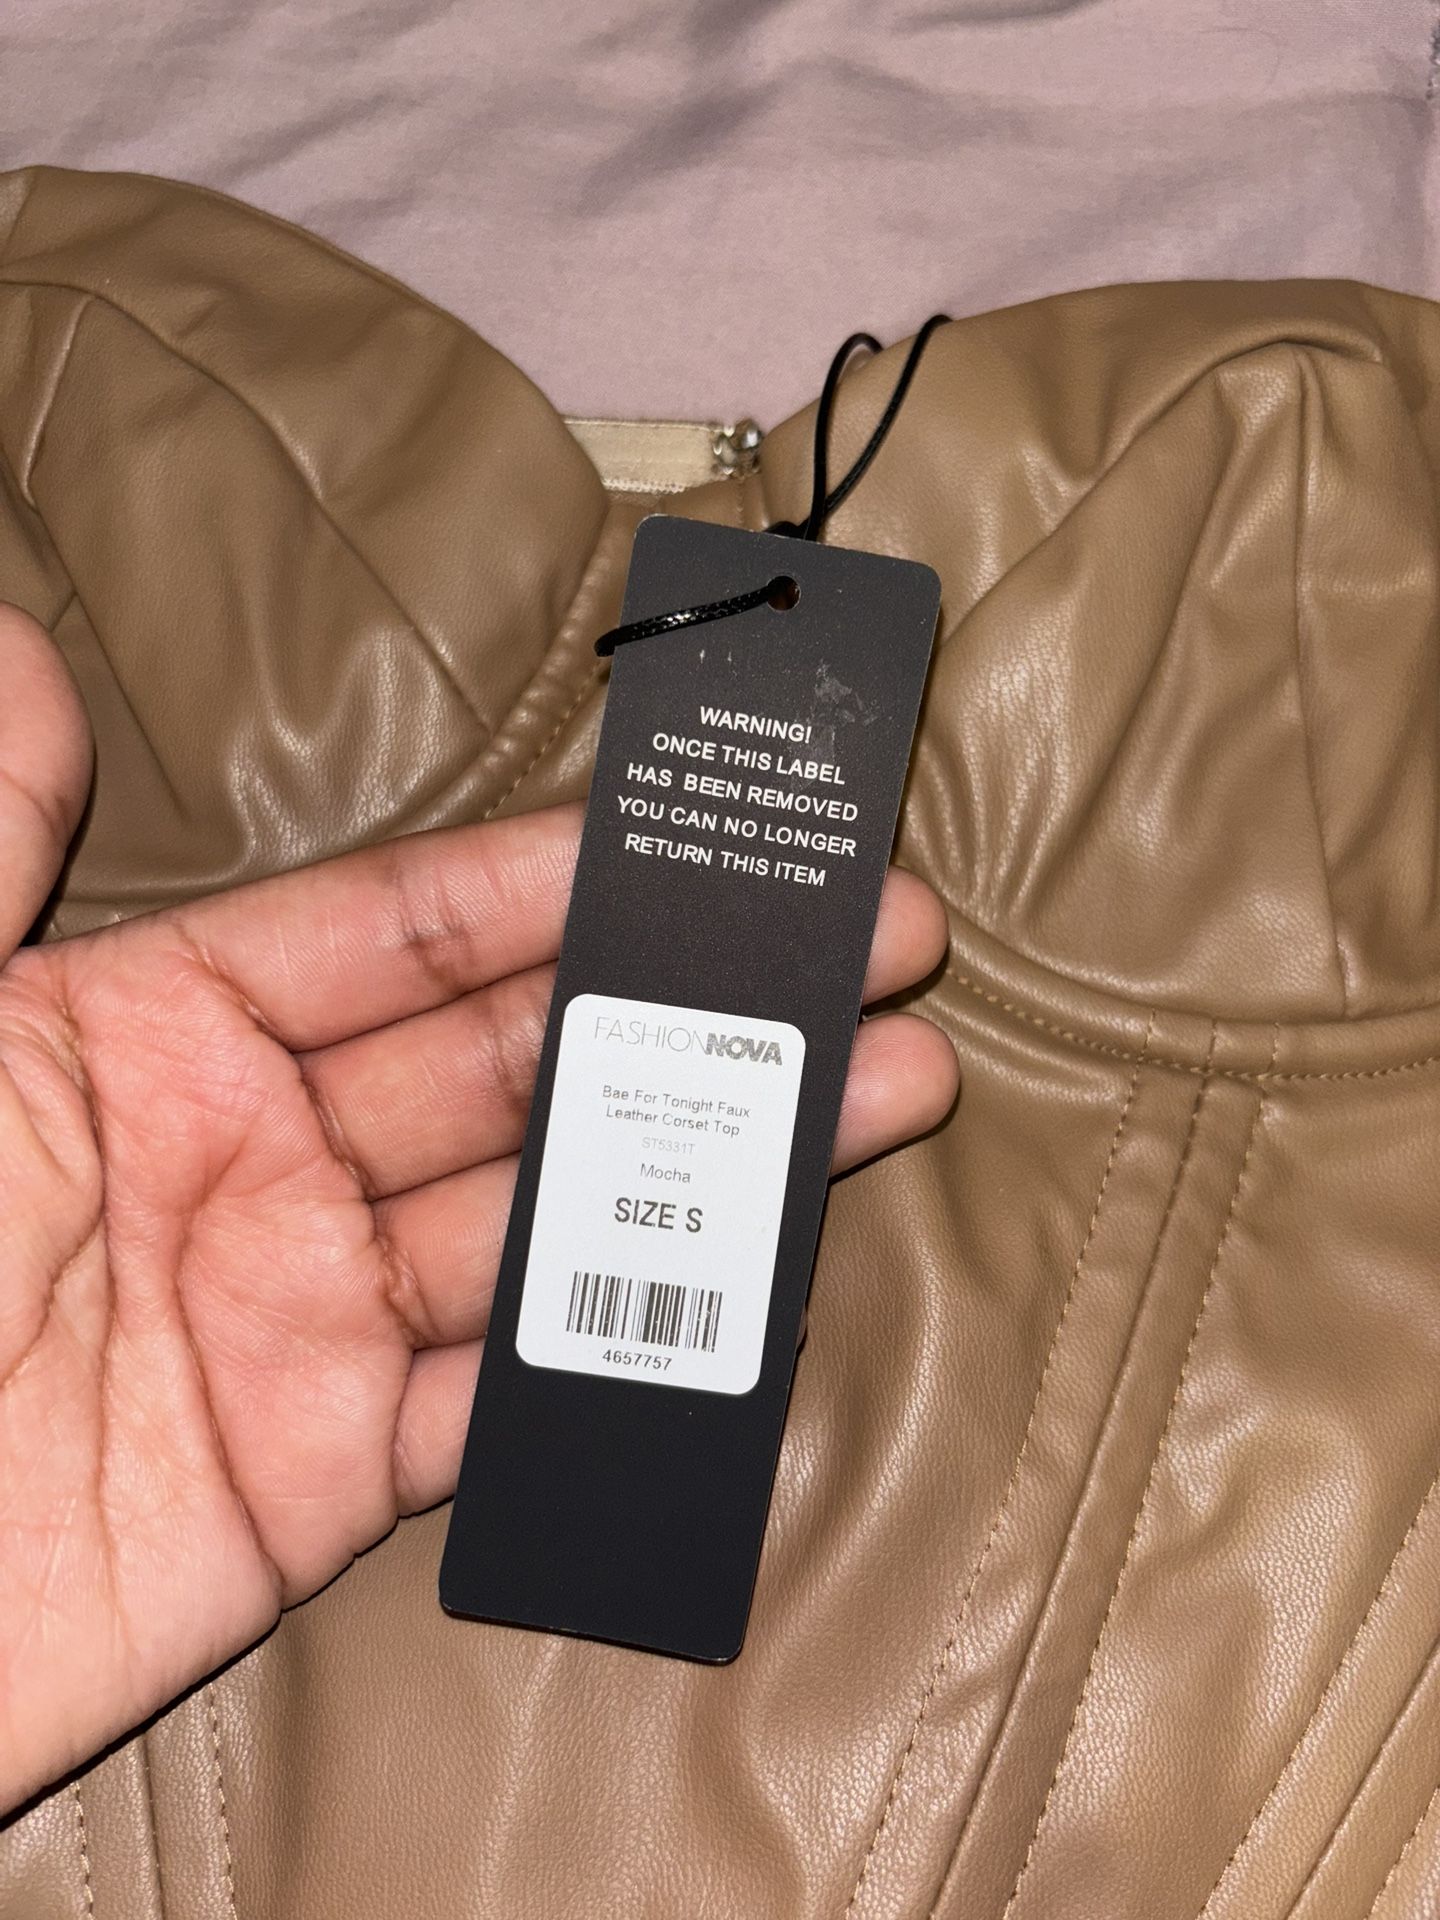 WARNING!
ONCE THIS LABEL
HAS BEEN REMOVED
YOU CAN NO LONGER
RETURN THIS ITEM
FASHIONNOVA
Bae For Tonight Faux
Leather Corset Top
ST5331T
Mocha
SIZE S
4657757